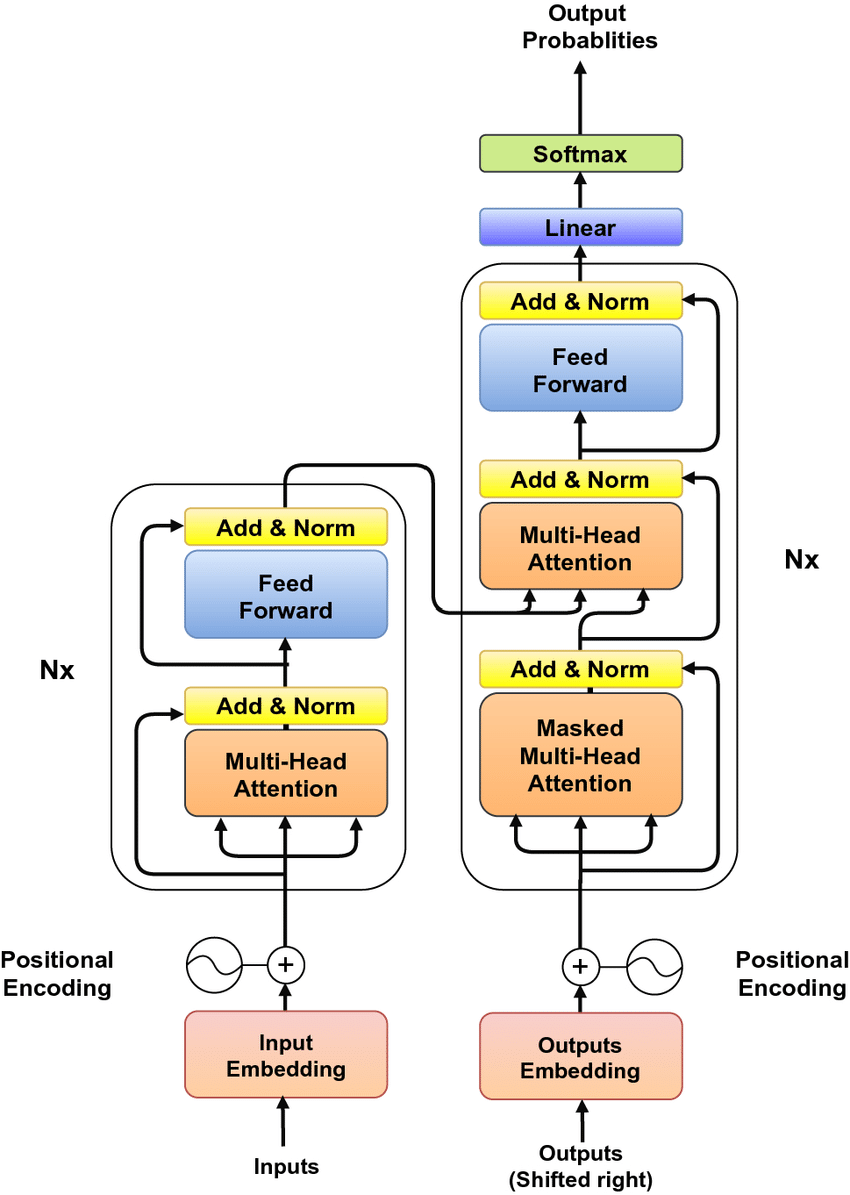 Output
Probablities
Softmax
Linear
Add & Norm
Feed
Forward
Add & Norm
Multi-Head
Attention
Nx
Add & Norm
Masked
Multi-Head
Attention
Add & Norm
Feed
Forward
Nx
Add & Norm
Multi-Head
Attention
Positional
Encoding
+
+
Positional
Encoding
Input
Embedding
Outputs
Embedding
Inputs
Outputs
(Shifted right)